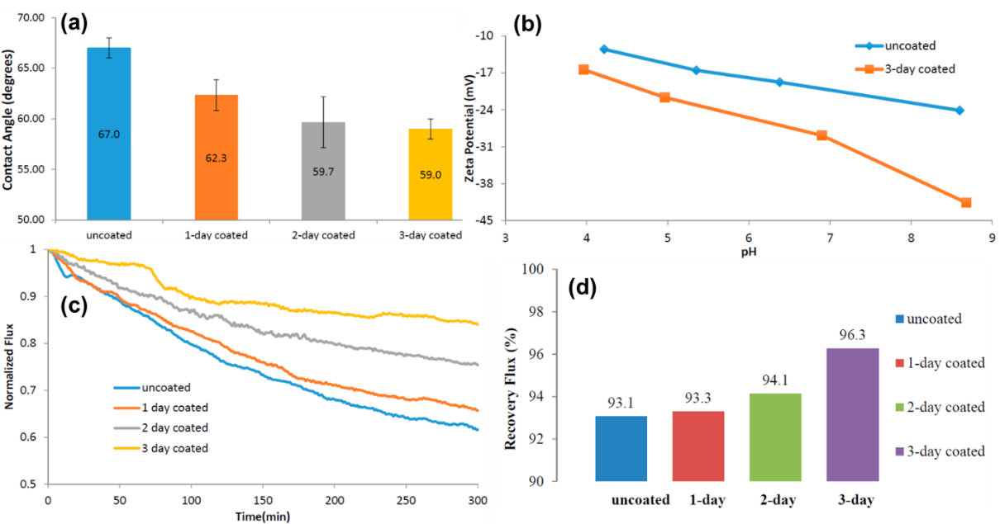 (a)
Contact Angle (degrees)
70.00
65.00
60.00
55.00
50.00
67.0
62.3
59.7
59.0
uncoated
1-day coated
2-day coated
3-day coated
(b)
Zeta Potential (mV)
-10
-17
-24
-31
-38
-45
uncoated
3-day coated
3
4
5
6
7
8
9
pH
(c)
Normalized Flux
1
0.9
0.8
0.7
0.6
0.5
uncoated
1 day coated
2 day coated
3 day coated
0
50
100
150
200
250
300
Time(min)
(d)
Recovery Flux (%)
100
98
96
94
92
90
93.1
93.3
94.1
96.3
uncoated
1-day
2-day
3-day
uncoated
1-day coated
2-day coated
3-day coated